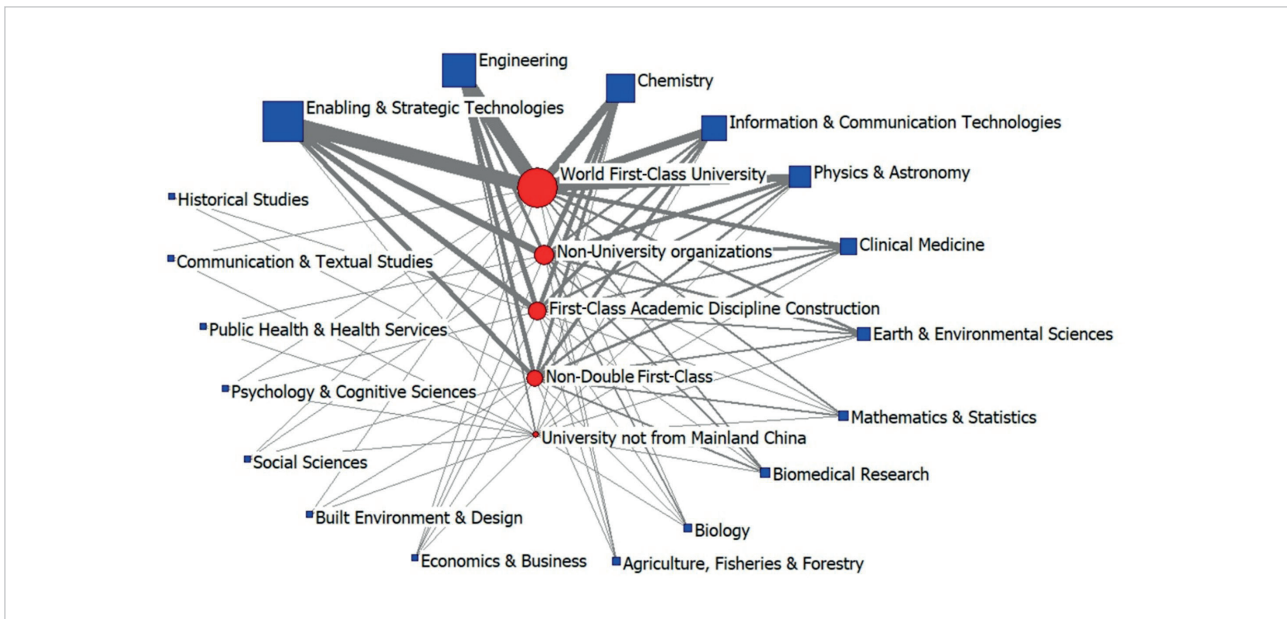 Engineering
Chemistry
Enabling & Strategic Technologies
Information & Communication Technologies
World First-Class University
Physics & Astronomy
Historical Studies
Clinical Medicine
Non-University organizations
Communication & Textual Studies
First-Class Academic Discipline Construction
Public Health & Health Services
Earth & Environmental Sciences
Non-Double First-Class
Psychology & Cognitive Sciences
Mathematics & Statistics
University not from Mainland China
Social Sciences
Biomedical Research
Built Environment & Design
Biology
Economics & Business
Agriculture, Fisheries & Forestry